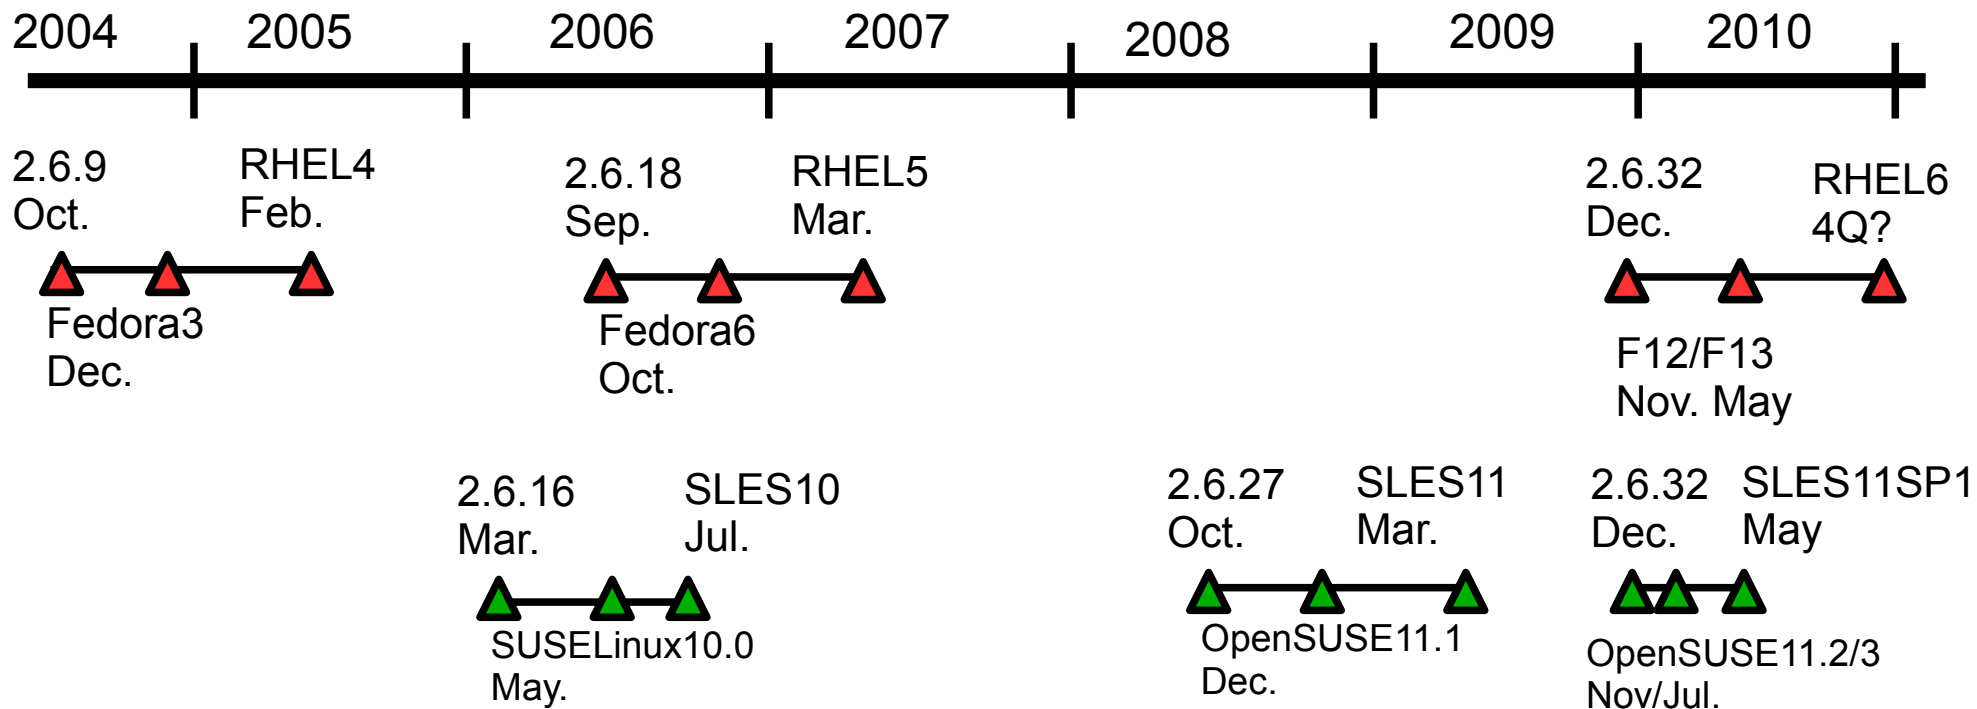 2004 2005 2006 2007 2008 2009 2010
2.6.9
Oct.
RHEL4
Feb.
Fedora3
Dec.
2.6.18
Sep.
RHEL5
Mar.
Fedora6
Oct.
2.6.32
Dec.
RHEL6
4Q?
F12/F13
Nov. May
2.6.16
Mar.
SLES10
Jul.
SUSELinux10.0
May.
2.6.27
Oct.
SLES11
Mar.
OpenSUSE11.1
Dec.
2.6.32
Dec.
SLES11SP1
May
OpenSUSE11.2/3
Nov/Jul.